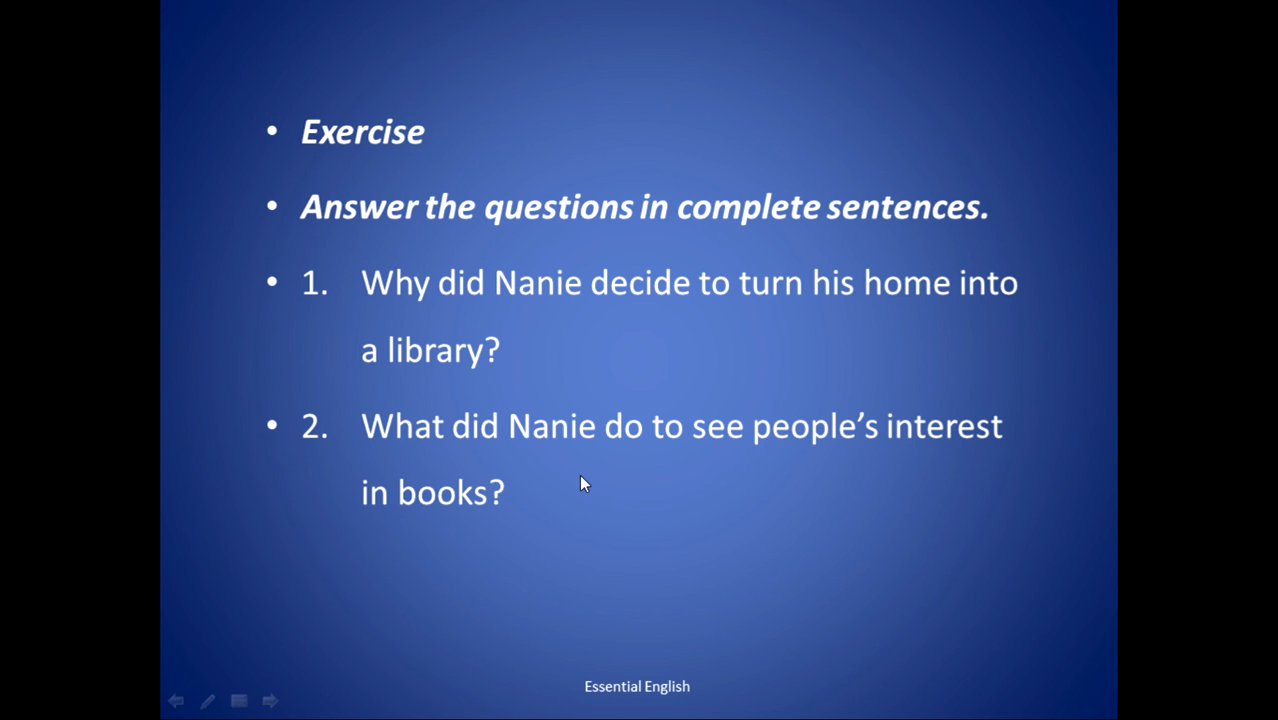 • Exercise
• Answer the questions in complete sentences.
• 1. Why did Nanie decide to turn his home into
a library?
• 2. What did Nanie do to see people’s interest
in books?
Essential English